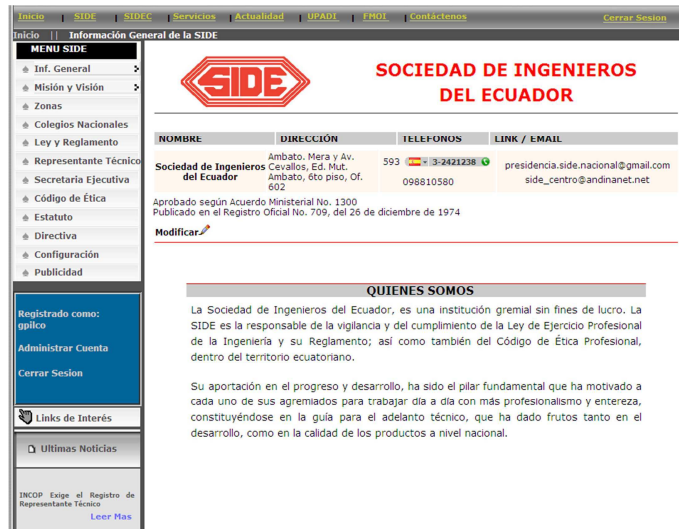 Inicio | SIDE | SIDEC | Servicios | Actualidad | UPADI | FMOI | Contáctenos Cerrar Sesion
Inicio || Información General de la SIDE
MENU SIDE
Inf. General
Misión y Visión
Zonas
Colegios Nacionales
Ley y Reglamento
Representante Técnico
Secretaria Ejecutiva
Código de Ética
Estatuto
Directiva
Configuración
Publicidad
Registrado como:
gpilco
Administrar Cuenta
Cerrar Sesion
Links de Interés
Ultimas Noticias
INCOP Exige el Registro de
Representante Técnico
Leer Mas
SIDE
SOCIEDAD DE INGENIEROS
DEL ECUADOR
NOMBRE DIRECCIÓN TELEFONOS LINK / EMAIL
Sociedad de Ingenieros
del Ecuador
Ambato. Mera y Av.
Cevallos, Ed. Mut.
Ambato, 6to piso, Of.
602
593 3-2421238
098810580
presidencia.side.nacional@gmail.com
side_centro@andinanet.net
Aprobado según Acuerdo Ministerial No. 1300
Publicado en el Registro Oficial No. 709, del 26 de diciembre de 1974
Modificar
QUIENES SOMOS
La Sociedad de Ingenieros del Ecuador, es una institución gremial sin fines de lucro. La
SIDE es la responsable de la vigilancia y del cumplimiento de la Ley de Ejercicio Profesional
de la Ingeniería y su Reglamento; así como también del Código de Ética Profesional,
dentro del territorio ecuatoriano.
Su aportación en el progreso y desarrollo, ha sido el pilar fundamental que ha motivado a
cada uno de sus agremiados para trabajar día a día con más profesionalismo y entereza,
constituyéndose en la guía para el adelanto técnico, que ha dado frutos tanto en el
desarrollo, como en la calidad de los productos a nivel nacional.